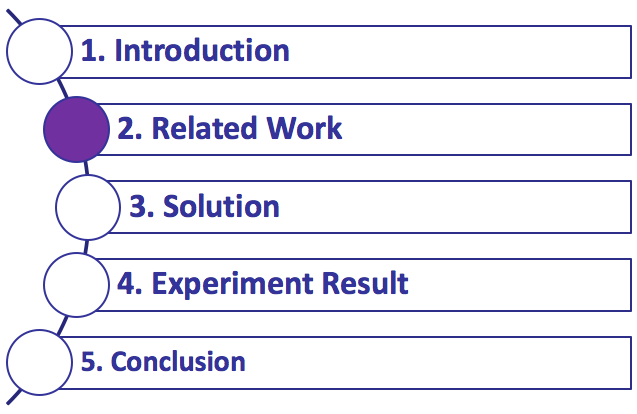 1. Introduction
2. Related Work
3. Solution
4. Experiment Result
5. Conclusion